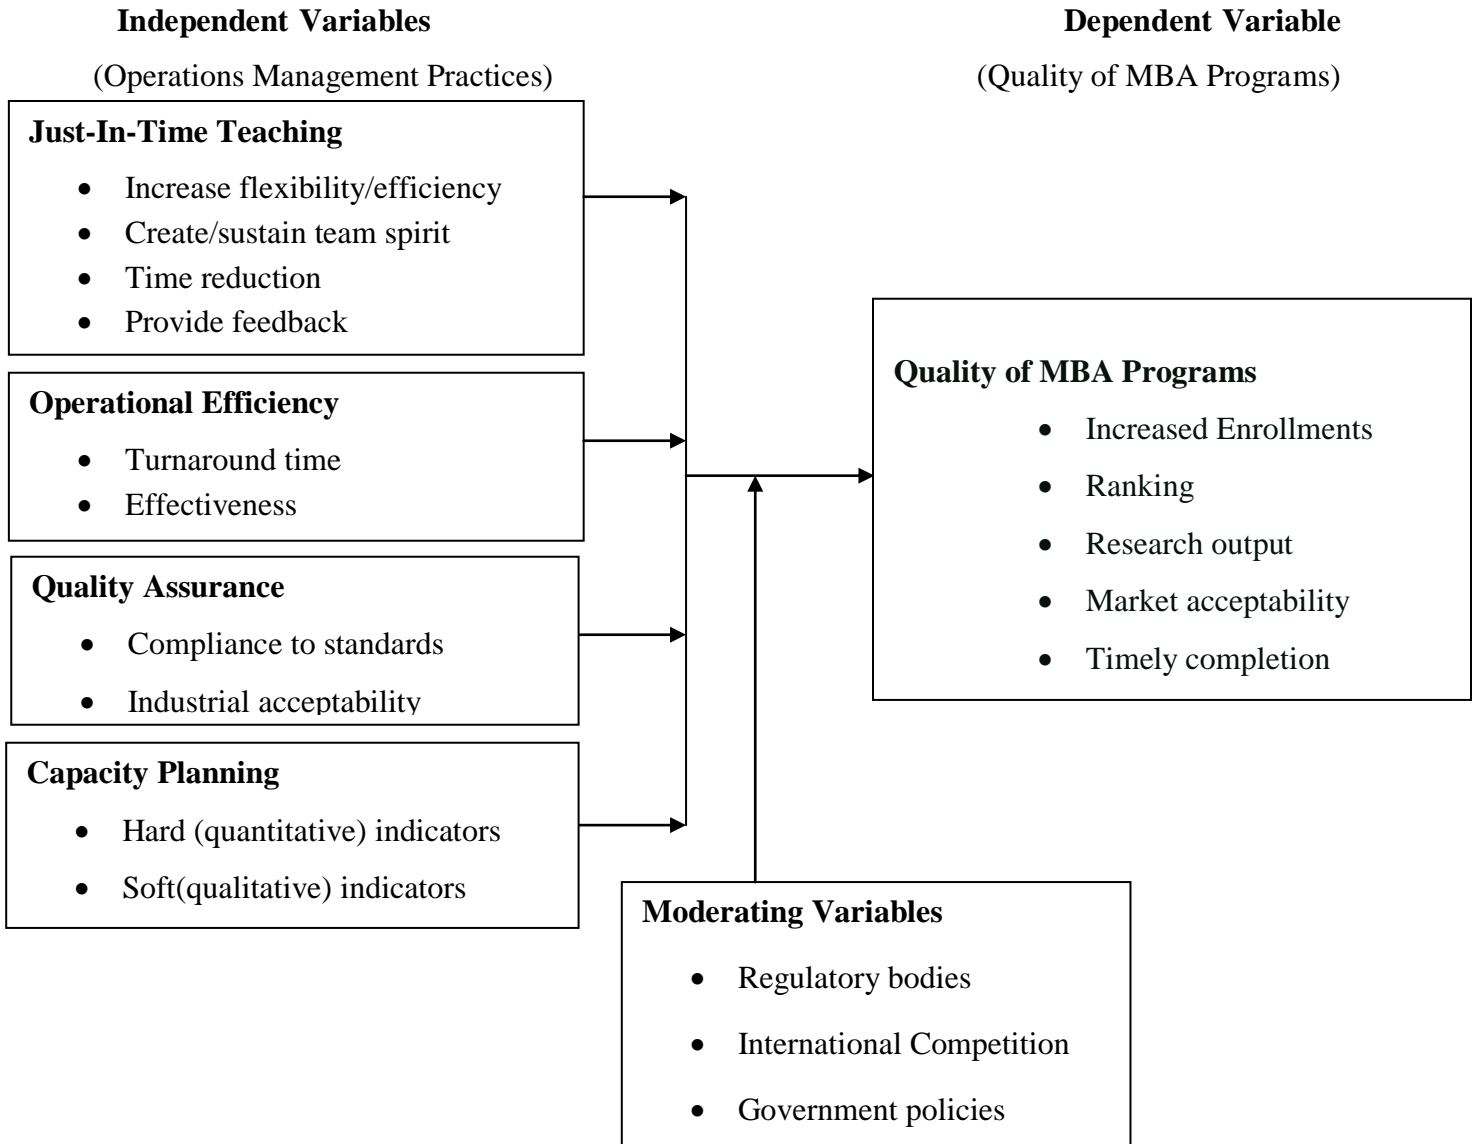 Independent Variables
(Operations Management Practices)
Dependent Variable
(Quality of MBA Programs)
Just-In-Time Teaching
• Increase flexibility/efficiency
• Create/sustain team spirit
• Time reduction
• Provide feedback
Operational Efficiency
• Turnaround time
• Effectiveness
Quality Assurance
• Compliance to standards
• Industrial acceptability
Capacity Planning
• Hard (quantitative) indicators
• Soft(qualitative) indicators
Quality of MBA Programs
• Increased Enrollments
• Ranking
• Research output
• Market acceptability
• Timely completion
Moderating Variables
• Regulatory bodies
• International Competition
• Government policies